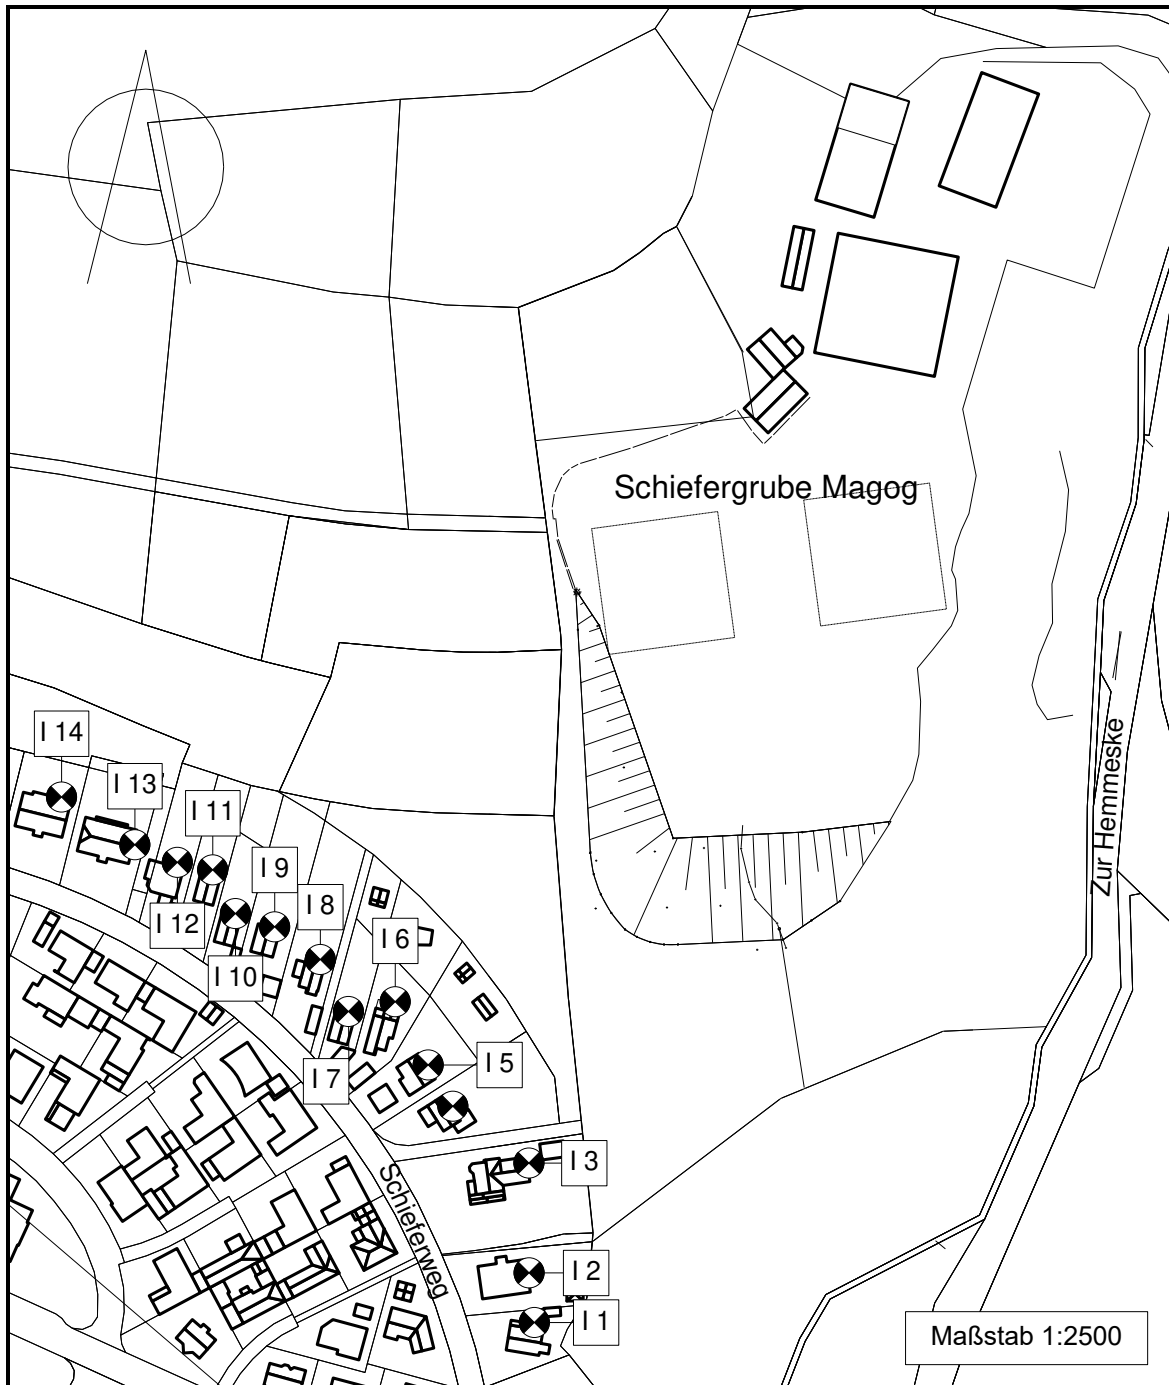 Schiefergrube Magog
Zur Hemmeske
I 14
I 13
I 11
I 9
I 8
I 6
I 12
I 10
I 7
I 5
I 3
Schieferweg
I 2
I 1
Maßstab 1:2500